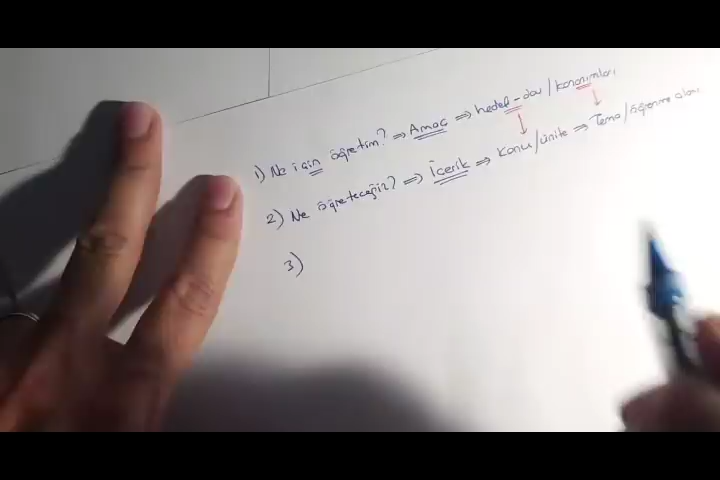 1) Ne için öğretim? ⇒ Amaç ⇒ hedef - dav / kazanımları
2) Ne öğreteceğiz? ⇒ İçerik ⇒ Konu/ünite ⇒ Tema/öğrenme alanı
3)